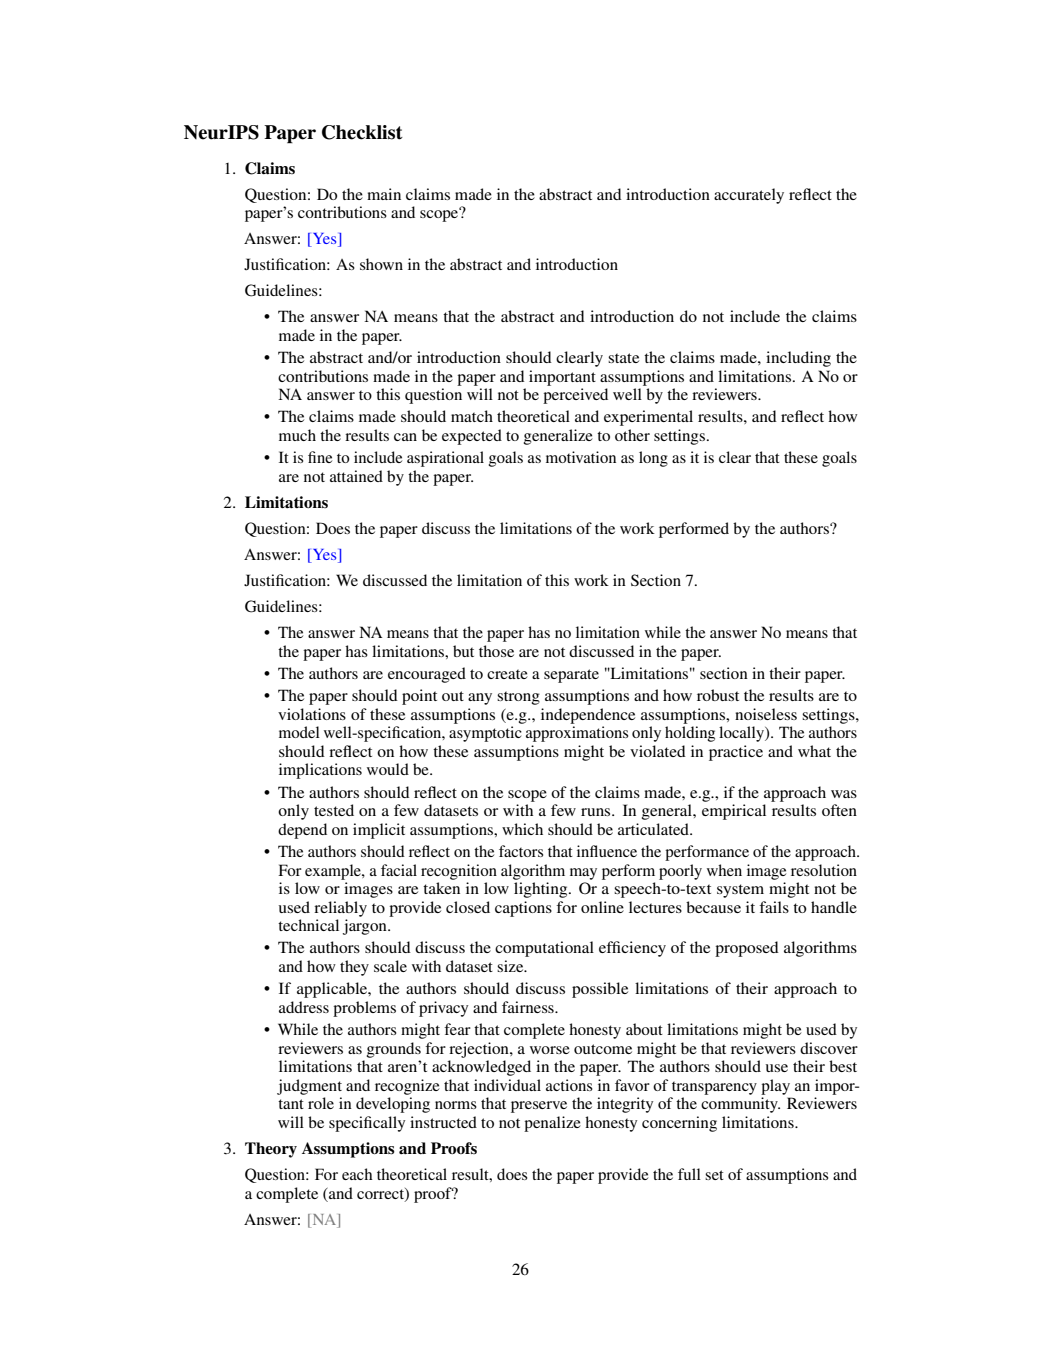 NeurIPS Paper Checklist
1. Claims
Question: Do the main claims made in the abstract and introduction accurately reflect the
paper's contributions and scope?
Answer: [Yes]
Justification: As shown in the abstract and introduction
Guidelines:
• The answer NA means that the abstract and introduction do not include the claims
made in the paper.
• The abstract and/or introduction should clearly state the claims made, including the
contributions made in the paper and important assumptions and limitations. A No or
NA answer to this question will not be perceived well by the reviewers.
• The claims made should match theoretical and experimental results, and reflect how
much the results can be expected to generalize to other settings.
• It is fine to include aspirational goals as motivation as long as it is clear that these goals
are not attained by the paper.
2. Limitations
Question: Does the paper discuss the limitations of the work performed by the authors?
Answer: [Yes]
Justification: We discussed the limitation of this work in Section 7.
Guidelines:
• The answer NA means that the paper has no limitation while the answer No means that
the paper has limitations, but those are not discussed in the paper.
• The authors are encouraged to create a separate "Limitations" section in their paper.
• The paper should point out any strong assumptions and how robust the results are to
violations of these assumptions (e.g., independence assumptions, noiseless settings,
model well-specification, asymptotic approximations only holding locally). The authors
should reflect on how these assumptions might be violated in practice and what the
implications would be.
• The authors should reflect on the scope of the claims made, e.g., if the approach was
only tested on a few datasets or with a few runs. In general, empirical results often
depend on implicit assumptions, which should be articulated.
• The authors should reflect on the factors that influence the performance of the approach.
For example, a facial recognition algorithm may perform poorly when image resolution
is low or images are taken in low lighting. Or a speech-to-text system might not be
used reliably to provide closed captions for online lectures because it fails to handle
technical jargon.
• The authors should discuss the computational efficiency of the proposed algorithms
and how they scale with dataset size.
• If applicable, the authors should discuss possible limitations of their approach to
address problems of privacy and fairness.
• While the authors might fear that complete honesty about limitations might be used by
reviewers as grounds for rejection, a worse outcome might be that reviewers discover
limitations that aren't acknowledged in the paper. The authors should use their best
judgment and recognize that individual actions in favor of transparency play an impor-
tant role in developing norms that preserve the integrity of the community. Reviewers
will be specifically instructed to not penalize honesty concerning limitations.
3. Theory Assumptions and Proofs
Question: For each theoretical result, does the paper provide the full set of assumptions and
a complete (and correct) proof?
Answer: [NA]
26